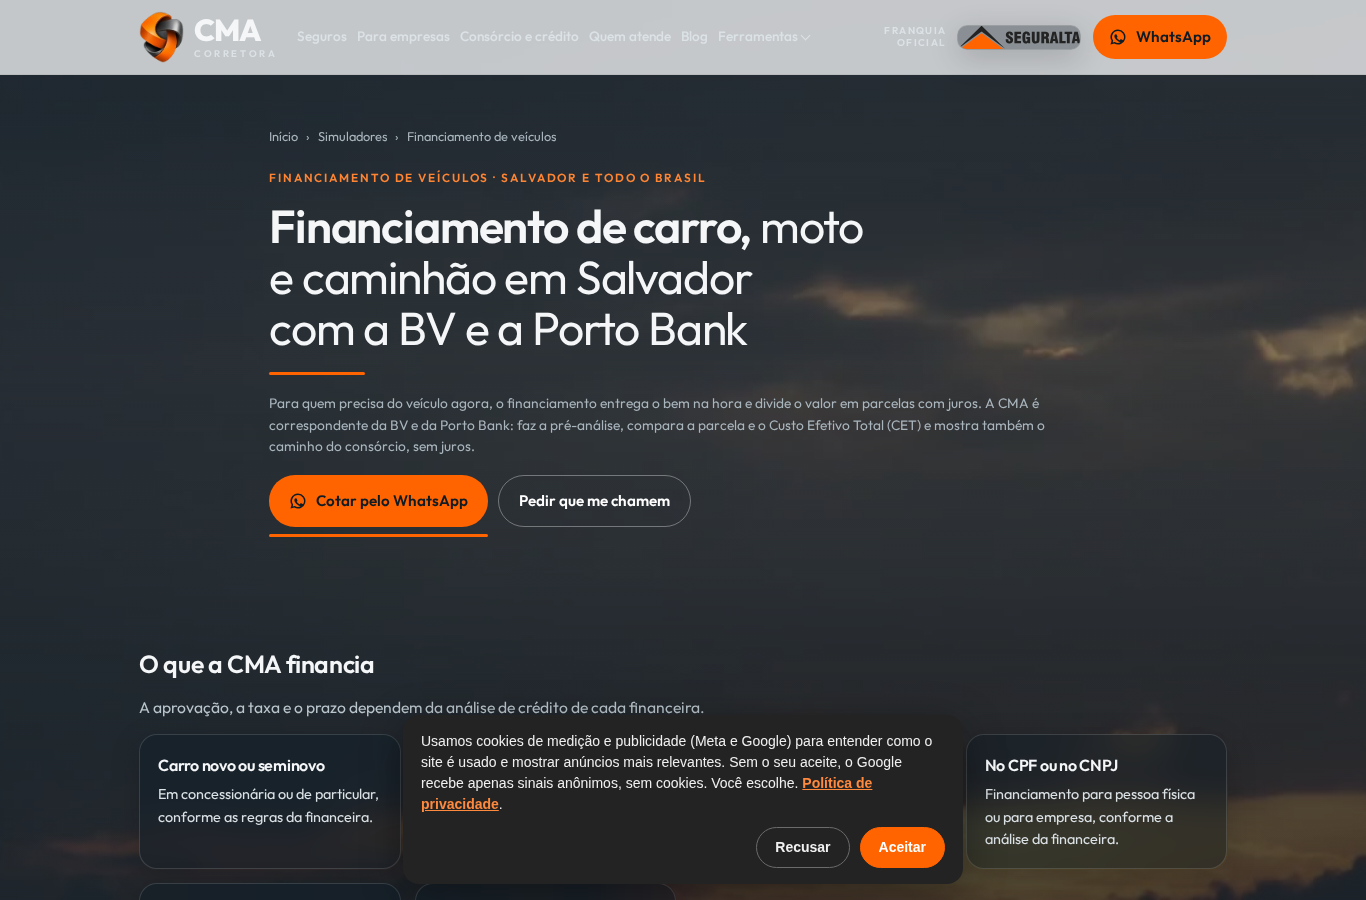 CMA
CORRETORA
Seguros Para empresas Consórcio e crédito Quem atende Blog Ferramentas
FRANQUIA
OFICIAL
SEGURALTA
WhatsApp
Início › Simuladores › Financiamento de veículos
FINANCIAMENTO DE VEÍCULOS · SALVADOR E TODO O BRASIL
Financiamento de carro, moto
e caminhão em Salvador
com a BV e a Porto Bank
Para quem precisa do veículo agora, o financiamento entrega o bem na hora e divide o valor em parcelas com juros. A CMA é
correspondente da BV e da Porto Bank: faz a pré-análise, compara a parcela e o Custo Efetivo Total (CET) e mostra também o
caminho do consórcio, sem juros.
Cotar pelo WhatsApp
Pedir que me chamem
O que a CMA financia
A aprovação, a taxa e o prazo dependem da análise de crédito de cada financeira.
Carro novo ou seminovo
Em concessionária ou de particular,
conforme as regras da financeira.
Usamos cookies de medição e publicidade (Meta e Google) para entender como o
site é usado e mostrar anúncios mais relevantes. Sem o seu aceite, o Google
recebe apenas sinais anônimos, sem cookies. Você escolhe. Política de
privacidade.
Recusar
Aceitar
No CPF ou no CNPJ
Financiamento para pessoa física
ou para empresa, conforme a
análise da financeira.